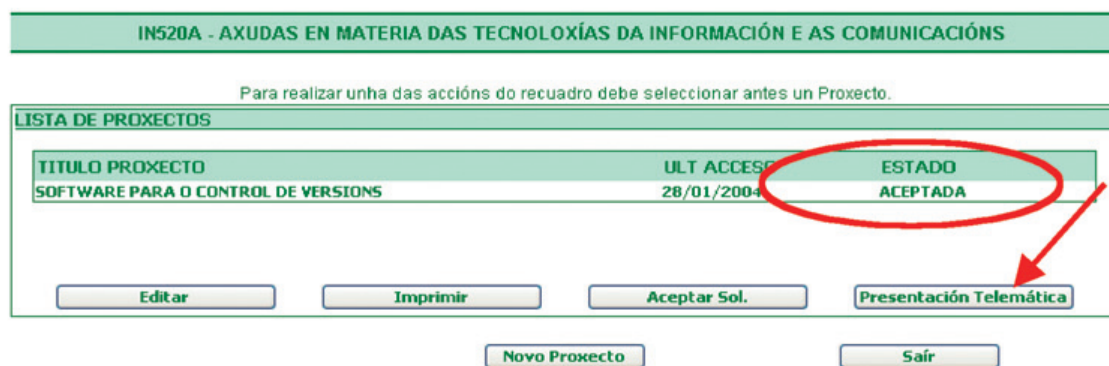 IN520A - AXUDAS EN MATERIA DAS TECNOLOXÍAS DA INFORMACIÓN E AS COMUNICACIÓNS
Para realizar unha das accións do recuadro debe seleccionar antes un Proxecto.
LISTA DE PROXECTOS
TITULO PROXECTO ULT ACCESO ESTADO
SOFTWARE PARA O CONTROL DE VERSIONS 28/01/2004 ACEPTADA
Editar Imprimir Aceptar Sol. Presentación Telemática
Novo Proxecto Saír